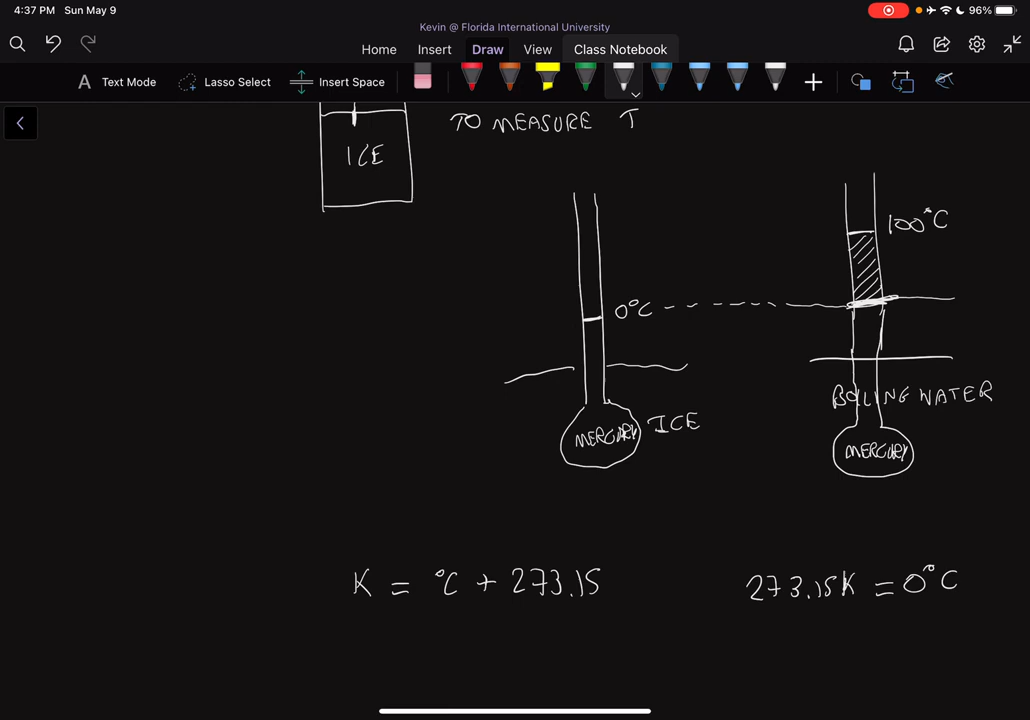 4:37 PM Sun May 9
96%
Kevin @ Florida International University
Home Insert Draw View Class Notebook
Text Mode Lasso Select Insert Space
TO MEASURE T
ICE
100°C
0°C
BOILING WATER
ICE
MERCURY
MERCURY
K = °C + 273.15
273.15K = 0°C